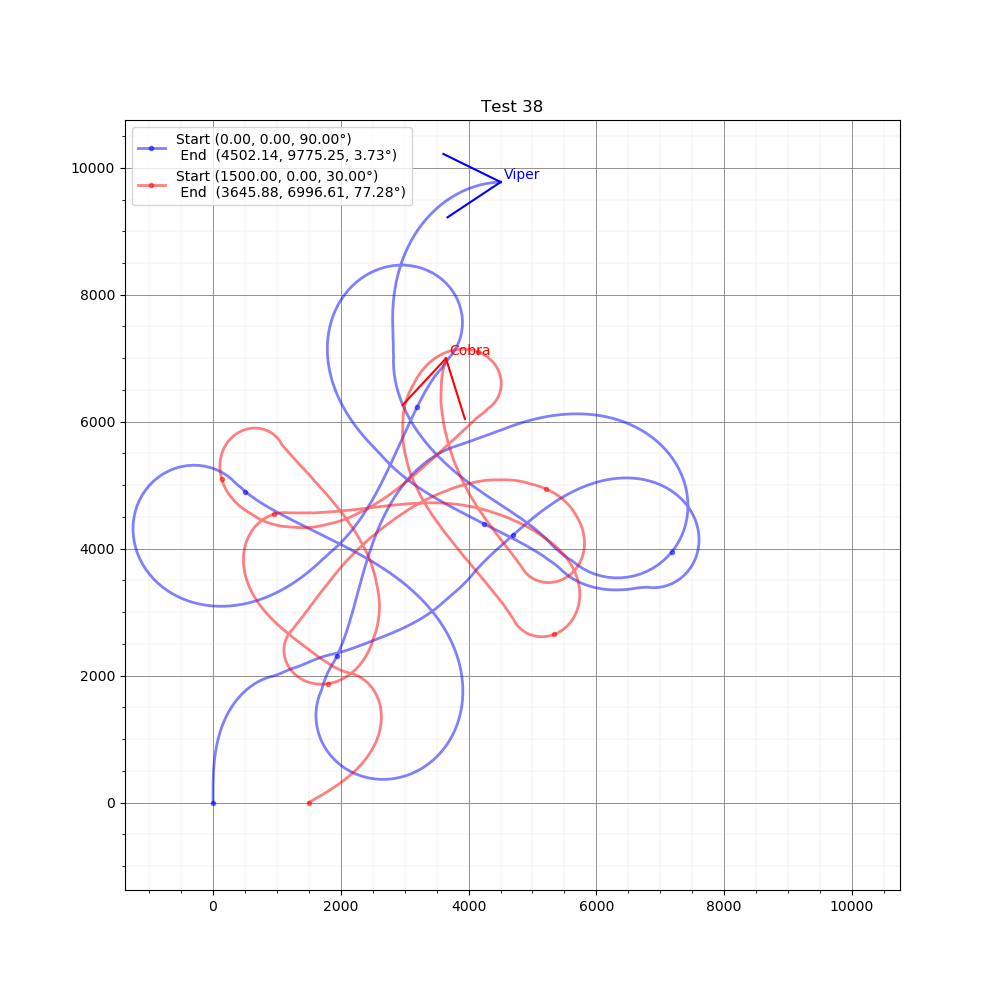 Test 38
Start (0.00, 0.00, 90.00°)
End (4502.14, 9775.25, 3.73°)
Start (1500.00, 0.00, 30.00°)
End (3645.88, 6996.61, 77.28°)
Viper
Cobra
10000
8000
6000
4000
2000
0
0
2000
4000
6000
8000
10000